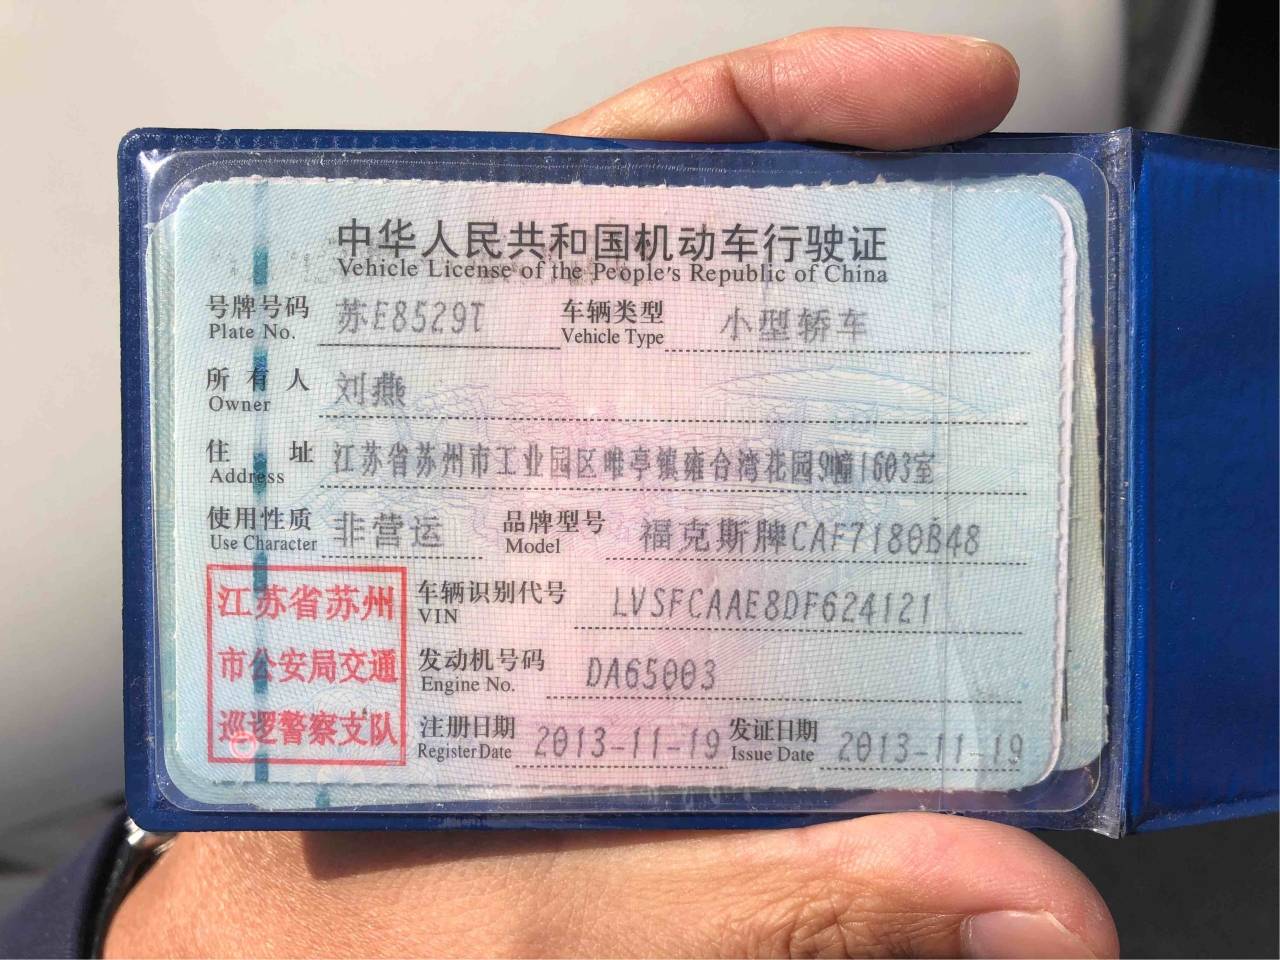 中华人民共和国机动车行驶证
Vehicle License of the People's Republic of China
号牌号码 苏E8529T 车辆类型 小型轿车
Plate No. Vehicle Type
所有人 刘燕
Owner
住址 江苏省苏州市工业园区唯亭镇雍台湾花园9幢1603室
Address
使用性质 非营运 品牌型号 福克斯牌CAF7180B48
Use Character Model
车辆识别代号 LVSFCAAE8DF624121
VIN
发动机号码 DA65003
Engine No.
注册日期 2013-11-19 发证日期 2013-11-19
Register Date Issue Date
江苏省苏州
市公安局交通
巡逻警察支队